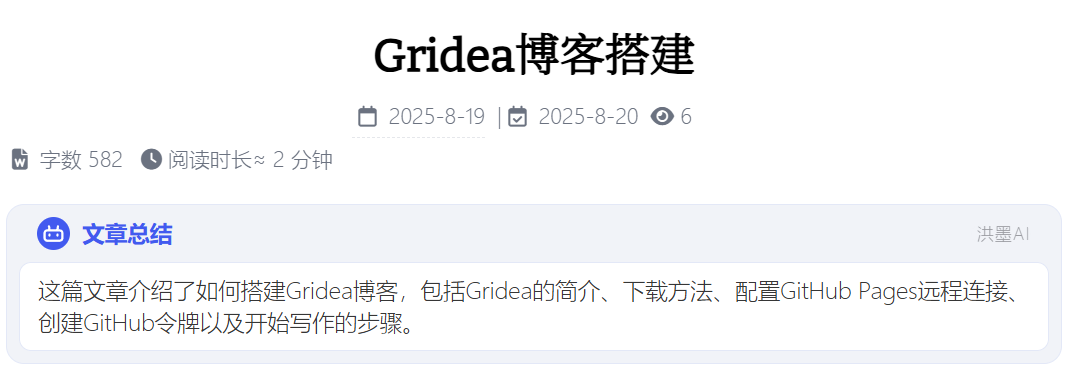 Gridea博客搭建
2025-8-19 | 2025-8-20 6
字数 582 阅读时长≈ 2 分钟
文章总结 洪墨AI
这篇文章介绍了如何搭建Gridea博客，包括Gridea的简介、下载方法、配置GitHub Pages远程连接、
创建GitHub令牌以及开始写作的步骤。